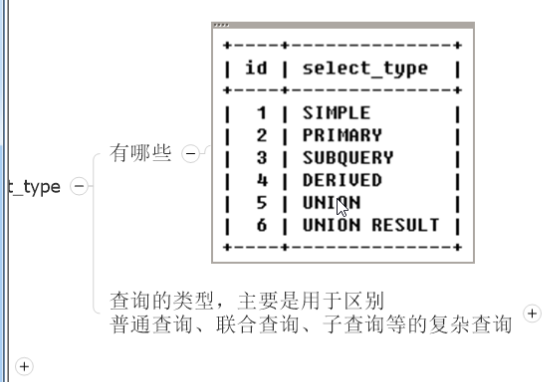 +----+--------------+
| id | select_type |
+----+--------------+
| 1 | SIMPLE |
| 2 | PRIMARY |
| 3 | SUBQUERY |
| 4 | DERIVED |
| 5 | UNION |
| 6 | UNION RESULT |
+----+--------------+
有哪些
t_type
查询的类型，主要是用于区别
普通查询、联合查询、子查询等的复杂查询